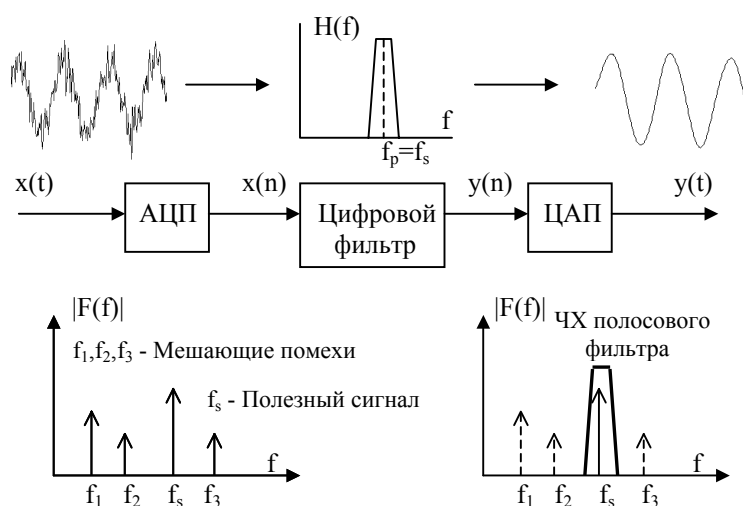 H(f)
f
fₚ=fₛ
x(t)
АЦП
x(n)
Цифровой
фильтр
y(n)
ЦАП
y(t)
|F(f)|
f₁,f₂,f₃ - Мешающие помехи
fₛ - Полезный сигнал
f
f₁ f₂ fₛ f₃
|F(f)|
ЧХ полосового
фильтра
f
f₁ f₂ fₛ f₃